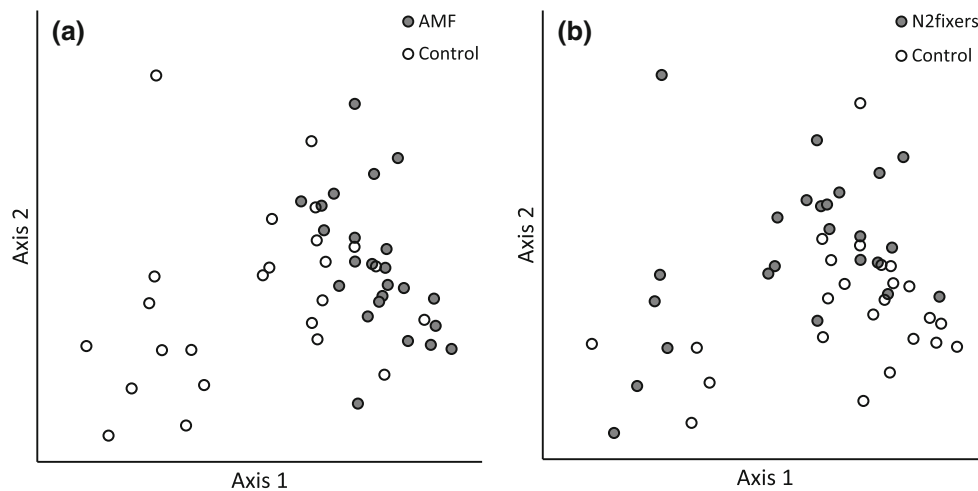 (a)
AMF
Control
Axis 2
Axis 1
(b)
N2fixers
Control
Axis 2
Axis 1